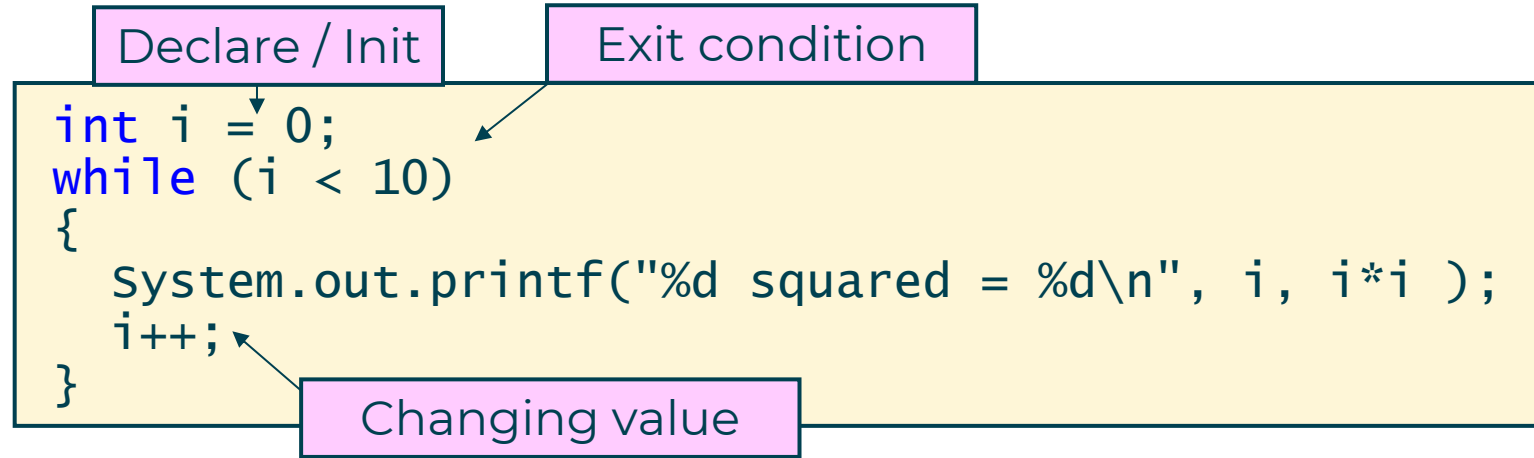 Declare / Init
Exit condition
int i = 0;
while (i < 10)
{
System.out.printf("%d squared = %d\n", i, i*i );
i++;
}
Changing value